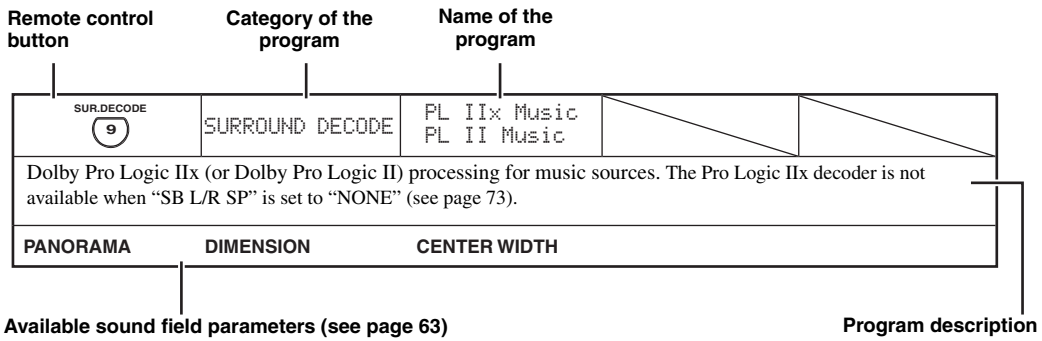 Remote control button
Category of the program
Name of the program
SUR.DECODE
9
SURROUND DECODE
PL IIx Music
PL II Music
Dolby Pro Logic IIx (or Dolby Pro Logic II) processing for music sources. The Pro Logic IIx decoder is not
available when “SB L/R SP” is set to “NONE” (see page 73).
PANORAMA DIMENSION CENTER WIDTH
Available sound field parameters (see page 63)
Program description